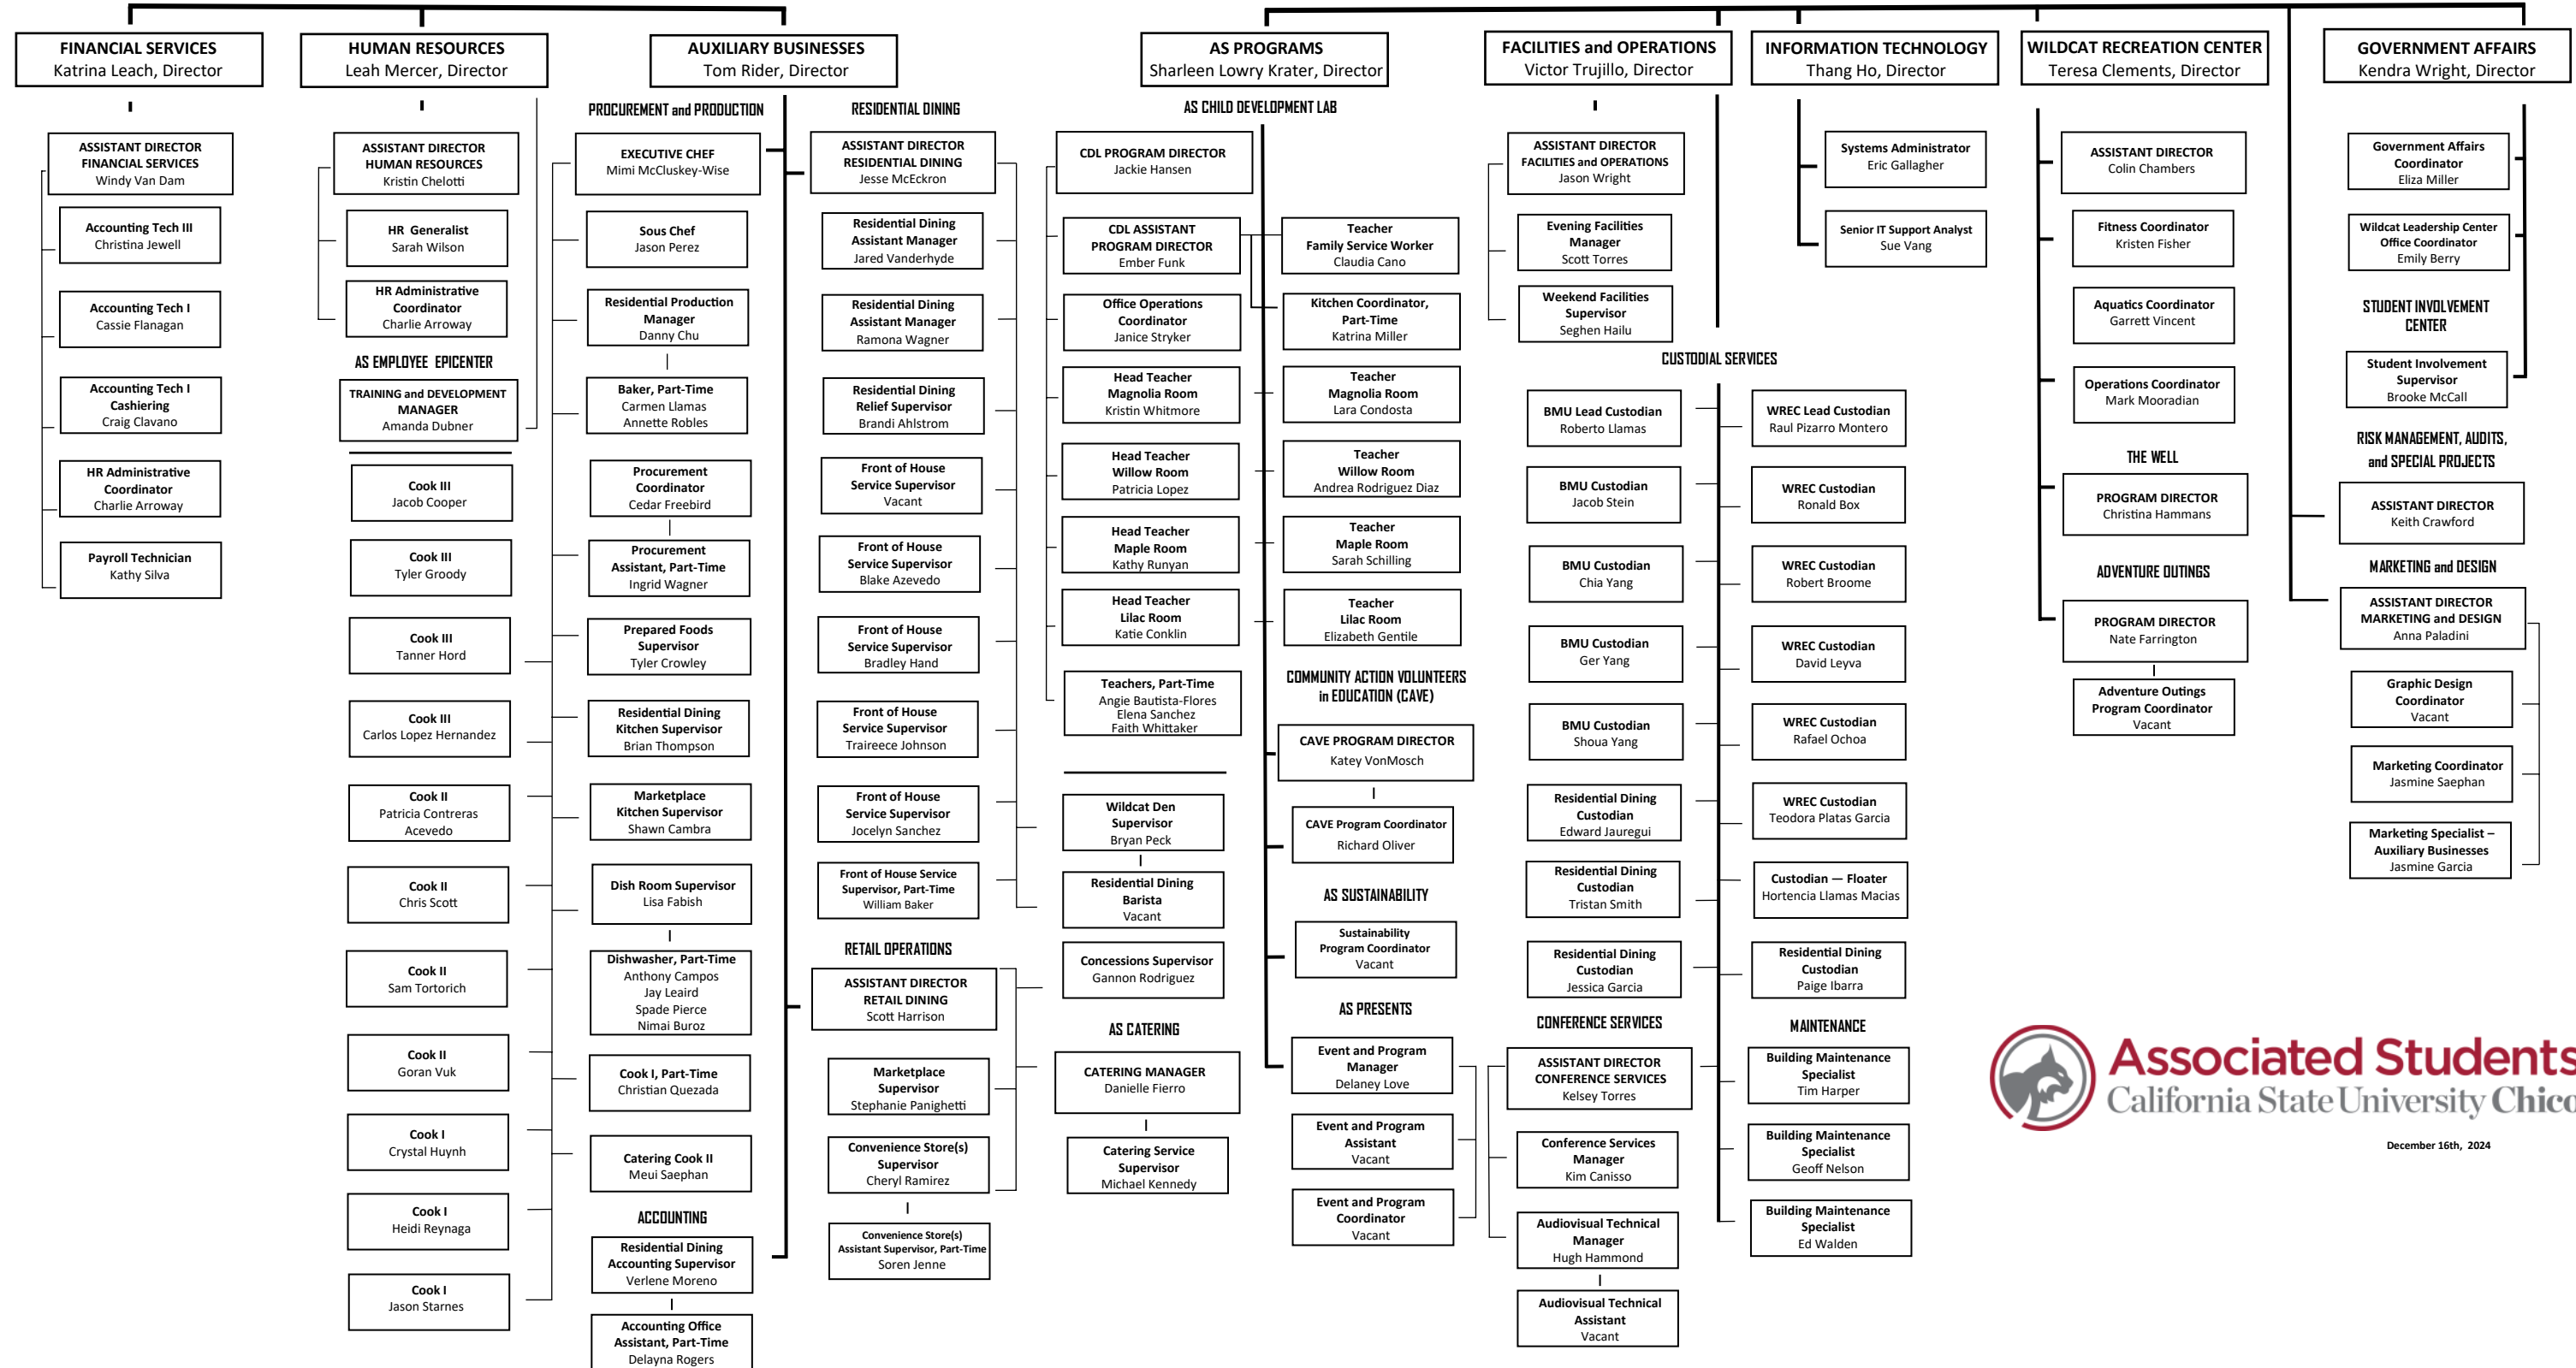 FINANCIAL SERVICES
Katrina Leach, Director
HUMAN RESOURCES
Leah Mercer, Director
AUXILIARY BUSINESSES
Tom Rider, Director
AS PROGRAMS
Sharleen Lowry Krater, Director
FACILITIES and OPERATIONS
Victor Trujillo, Director
INFORMATION TECHNOLOGY
Thang Ho, Director
WILDCAT RECREATION CENTER
Teresa Clements, Director
GOVERNMENT AFFAIRS
Kendra Wright, Director
ASSISTANT DIRECTOR
FINANCIAL SERVICES
Windy Van Dam
Accounting Tech III
Christina Jewell
Accounting Tech I
Cassie Flanagan
Accounting Tech I
Cashiering
Craig Clavano
HR Administrative
Coordinator
Charlie Arroway
Payroll Technician
Kathy Silva
ASSISTANT DIRECTOR
HUMAN RESOURCES
Kristin Chelotti
HR Generalist
Sarah Wilson
HR Administrative
Coordinator
Charlie Arroway
AS EMPLOYEE EPICENTER
TRAINING and DEVELOPMENT
MANAGER
Amanda Dubner
Cook III
Jacob Cooper
Cook III
Tyler Groody
Cook III
Tanner Hord
Cook III
Carlos Lopez Hernandez
Cook II
Patricia Contreras
Acevedo
Cook II
Chris Scott
Cook II
Sam Tortorich
Cook II
Goran Vuk
Cook I
Crystal Huynh
Cook I
Heidi Reynaga
Cook I
Jason Starnes
PROCUREMENT and PRODUCTION
EXECUTIVE CHEF
Mimi McCluskey-Wise
Sous Chef
Jason Perez
Residential Production
Manager
Danny Chu
Baker, Part-Time
Carmen Llamas
Annette Robles
Procurement
Coordinator
Cedar Freebird
Procurement
Assistant, Part-Time
Ingrid Wagner
Prepared Foods
Supervisor
Tyler Crowley
Residential Dining
Kitchen Supervisor
Brian Thompson
Marketplace
Kitchen Supervisor
Shawn Cambra
Dish Room Supervisor
Lisa Fabish
Dishwasher, Part-Time
Anthony Campos
Jay Leaird
Spade Pierce
Nimai Buroz
Cook I, Part-Time
Christian Quezada
Catering Cook II
Meui Saephan
ACCOUNTING
Residential Dining
Accounting Supervisor
Verlene Moreno
Accounting Office
Assistant, Part-Time
Delayna Rogers
RESIDENTIAL DINING
ASSISTANT DIRECTOR
RESIDENTIAL DINING
Jesse McEckron
Residential Dining
Assistant Manager
Jared Vanderhyde
Residential Dining
Assistant Manager
Ramona Wagner
Residential Dining
Relief Supervisor
Brandi Ahlstrom
Front of House
Service Supervisor
Vacant
Front of House
Service Supervisor
Blake Azevedo
Front of House
Service Supervisor
Bradley Hand
Front of House
Service Supervisor
Traireece Johnson
Front of House
Service Supervisor
Jocelyn Sanchez
Front of House Service
Supervisor, Part-Time
William Baker
RETAIL OPERATIONS
ASSISTANT DIRECTOR
RETAIL DINING
Scott Harrison
Marketplace
Supervisor
Stephanie Panighetti
Convenience Store(s)
Supervisor
Cheryl Ramirez
Convenience Store(s)
Assistant Supervisor, Part-Time
Soren Jenne
AS CHILD DEVELOPMENT LAB
CDL PROGRAM DIRECTOR
Jackie Hansen
CDL ASSISTANT
PROGRAM DIRECTOR
Ember Funk
Office Operations
Coordinator
Janice Stryker
Head Teacher
Magnolia Room
Kristin Whitmore
Head Teacher
Willow Room
Patricia Lopez
Head Teacher
Maple Room
Kathy Runyan
Head Teacher
Lilac Room
Katie Conklin
Teachers, Part-Time
Angie Bautista-Flores
Elena Sanchez
Faith Whittaker
Wildcat Den
Supervisor
Bryan Peck
Residential Dining
Barista
Vacant
Concessions Supervisor
Gannon Rodriguez
AS CATERING
CATERING MANAGER
Danielle Fierro
Catering Service
Supervisor
Michael Kennedy
Teacher
Family Service Worker
Claudia Cano
Kitchen Coordinator,
Part-Time
Katrina Miller
Teacher
Magnolia Room
Lara Condosta
Teacher
Willow Room
Andrea Rodriguez Diaz
Teacher
Maple Room
Sarah Schilling
Teacher
Lilac Room
Elizabeth Gentile
COMMUNITY ACTION VOLUNTEERS
in EDUCATION (CAVE)
CAVE PROGRAM DIRECTOR
Katey VonMosch
CAVE Program Coordinator
Richard Oliver
AS SUSTAINABILITY
Sustainability
Program Coordinator
Vacant
AS PRESENTS
Event and Program
Manager
Delaney Love
Event and Program
Assistant
Vacant
Event and Program
Coordinator
Vacant
ASSISTANT DIRECTOR
FACILITIES and OPERATIONS
Jason Wright
Evening Facilities
Manager
Scott Torres
Weekend Facilities
Supervisor
Seghen Hailu
CUSTODIAL SERVICES
BMU Lead Custodian
Roberto Llamas
BMU Custodian
Jacob Stein
BMU Custodian
Chia Yang
BMU Custodian
Ger Yang
BMU Custodian
Shoua Yang
Residential Dining
Custodian
Edward Jauregui
Residential Dining
Custodian
Tristan Smith
Residential Dining
Custodian
Jessica Garcia
CONFERENCE SERVICES
ASSISTANT DIRECTOR
CONFERENCE SERVICES
Kelsey Torres
Conference Services
Manager
Kim Canisso
Audiovisual Technical
Manager
Hugh Hammond
Audiovisual Technical
Assistant
Vacant
WREC Lead Custodian
Raul Pizarro Montero
WREC Custodian
Ronald Box
WREC Custodian
Robert Broome
WREC Custodian
David Leyva
WREC Custodian
Rafael Ochoa
WREC Custodian
Teodora Platas Garcia
Custodian — Floater
Hortencia Llamas Macias
Residential Dining
Custodian
Paige Ibarra
MAINTENANCE
Building Maintenance
Specialist
Tim Harper
Building Maintenance
Specialist
Geoff Nelson
Building Maintenance
Specialist
Ed Walden
Systems Administrator
Eric Gallagher
Senior IT Support Analyst
Sue Vang
ASSISTANT DIRECTOR
Colin Chambers
Fitness Coordinator
Kristen Fisher
Aquatics Coordinator
Garrett Vincent
Operations Coordinator
Mark Mooradian
THE WELL
PROGRAM DIRECTOR
Christina Hammans
ADVENTURE OUTINGS
PROGRAM DIRECTOR
Nate Farrington
Adventure Outings
Program Coordinator
Vacant
Government Affairs
Coordinator
Eliza Miller
Wildcat Leadership Center
Office Coordinator
Emily Berry
STUDENT INVOLVEMENT
CENTER
Student Involvement
Supervisor
Brooke McCall
RISK MANAGEMENT, AUDITS,
and SPECIAL PROJECTS
ASSISTANT DIRECTOR
Keith Crawford
MARKETING and DESIGN
ASSISTANT DIRECTOR
MARKETING and DESIGN
Anna Paladini
Graphic Design
Coordinator
Vacant
Marketing Coordinator
Jasmine Saephan
Marketing Specialist –
Auxiliary Businesses
Jasmine Garcia
Associated Students
California State University Chico
December 16th, 2024